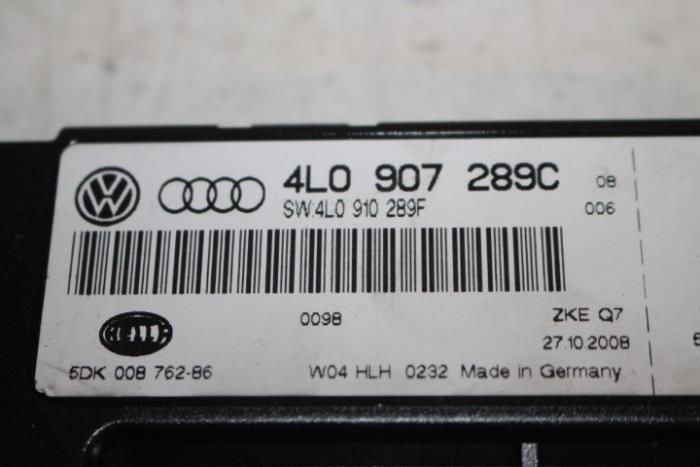 4L0 907 289C 08
SW:4L0 910 289F 006
0098 ZKE Q7
HELLA 27.10.2008
5DK 008 762-86 W04 HLH 0232 Made in Germany